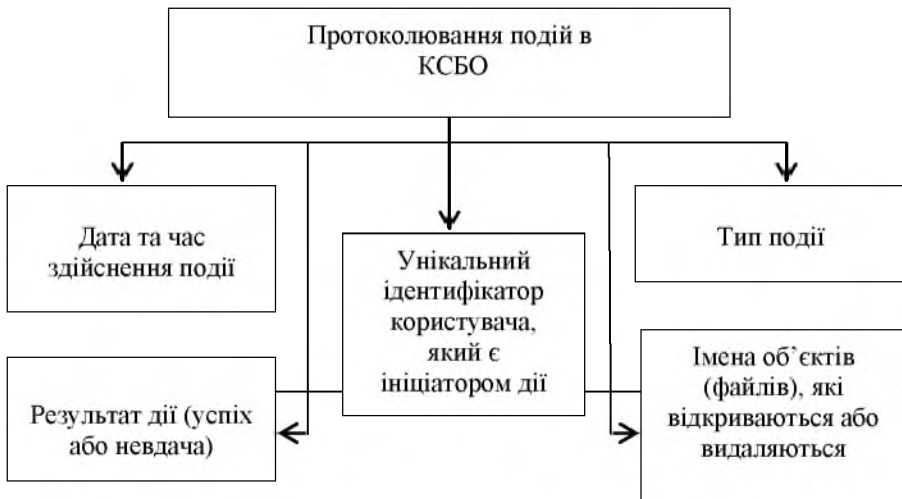 Протоколювання подій в
КСБО
Дата та час
здійснення події
Унікальний
ідентифікатор
користувача,
який є
ініціатором дії
Тип події
Результат дії (успіх
або невдача)
Імена об’єктів
(файлів), які
відкриваються або
видаляються